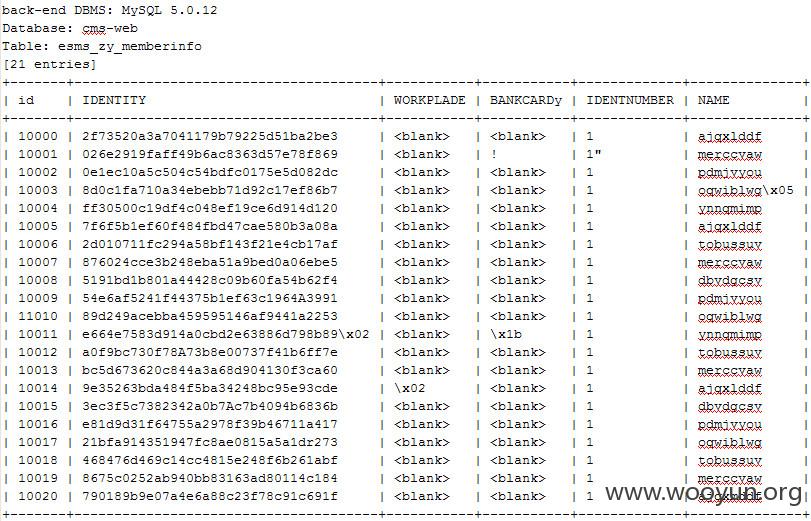 back-end DBMS: MySQL 5.0.12
Database: cms-web
Table: esms_zy_memberinfo
[21 entries]
+-------+----------------------------------+-----------+-----------+-------------+-------------+
| id | IDENTITY | WORKPLADE | BANKCARDy | IDENTNUMBER | NAME |
+-------+----------------------------------+-----------+-----------+-------------+-------------+
| 10000 | 2f73520a3a7041179b79225d51ba2be3 | <blank> | <blank> | 1 | ajgxlddf
| 10001 | 026e2919faff49b6ac8363d57e78f869 | <blank> | ! | 1" | merccvaw
| 10002 | 0e1ec10a5c504c54bdfc0175e5d082dc | <blank> | <blank> | 1 | pdmjvyou
| 10003 | 8d0c1fa710a34ebebb71d92c17ef86b7 | <blank> | <blank> | 1 | oqwiblwg\x05
| 10004 | ff30500c19df4c048ef19ce6d914d120 | <blank> | <blank> | 1 | ynnqmimp
| 10005 | 7f6f5b1ef60f484fbd47cae580b3a08a | <blank> | <blank> | 1 | ajgxlddf
| 10006 | 2d010711fc294a58bf143f21e4cb17af | <blank> | <blank> | 1 | tobussuv
| 10007 | 876024cce3b248eba51a9bed0a06ebe5 | <blank> | <blank> | 1 | merccvaw
| 10008 | 5191bd1b801a44428c09b60fa54b62f4 | <blank> | <blank> | 1 | dbvdgcsv
| 10009 | 54e6af5241f44375b1ef63c1964A3991 | <blank> | <blank> | 1 | pdmjvyou
| 11010 | 89d249acebba459595146af9441a2253 | <blank> | <blank> | 1 | oqwiblwg
| 10011 | e664e7583d914a0cbd2e63886d798b89\x02 | <blank> | \x1b | 1 | ynnqmimp
| 10012 | a0f9bc730f78A73b8e00737f41b6ff7e | <blank> | <blank> | 1 | tobussuv
| 10013 | bc5d673620c844a3a68d904130f3ca60 | <blank> | <blank> | 1 | merccvaw
| 10014 | 9e35263bda484f5ba34248bc95e93cde | \x02 | <blank> | 1 | ajgxlddf
| 10015 | 3ec3f5c7382342a0b7Ac7b4094b6836b | <blank> | <blank> | 1 | dbvdgcsv
| 10016 | e81d9d31f64755a2978f39b46711a417 | <blank> | <blank> | 1 | pdmjvyou
| 10017 | 21bfa914351947fc8ae0815a5a1dr273 | <blank> | <blank> | 1 | oqwiblwg
| 10018 | 468476d469c14cc4815e248f6b261abf | <blank> | <blank> | 1 | tobussuv
| 10019 | 8675c0252ab940bb83163ad80114c184 | <blank> | <blank> | 1 | merccvaw
| 10020 | 790189b9e07a4e6a88c23f78c91c691f | <blank> | <blank> | 1
www.wooyun.org